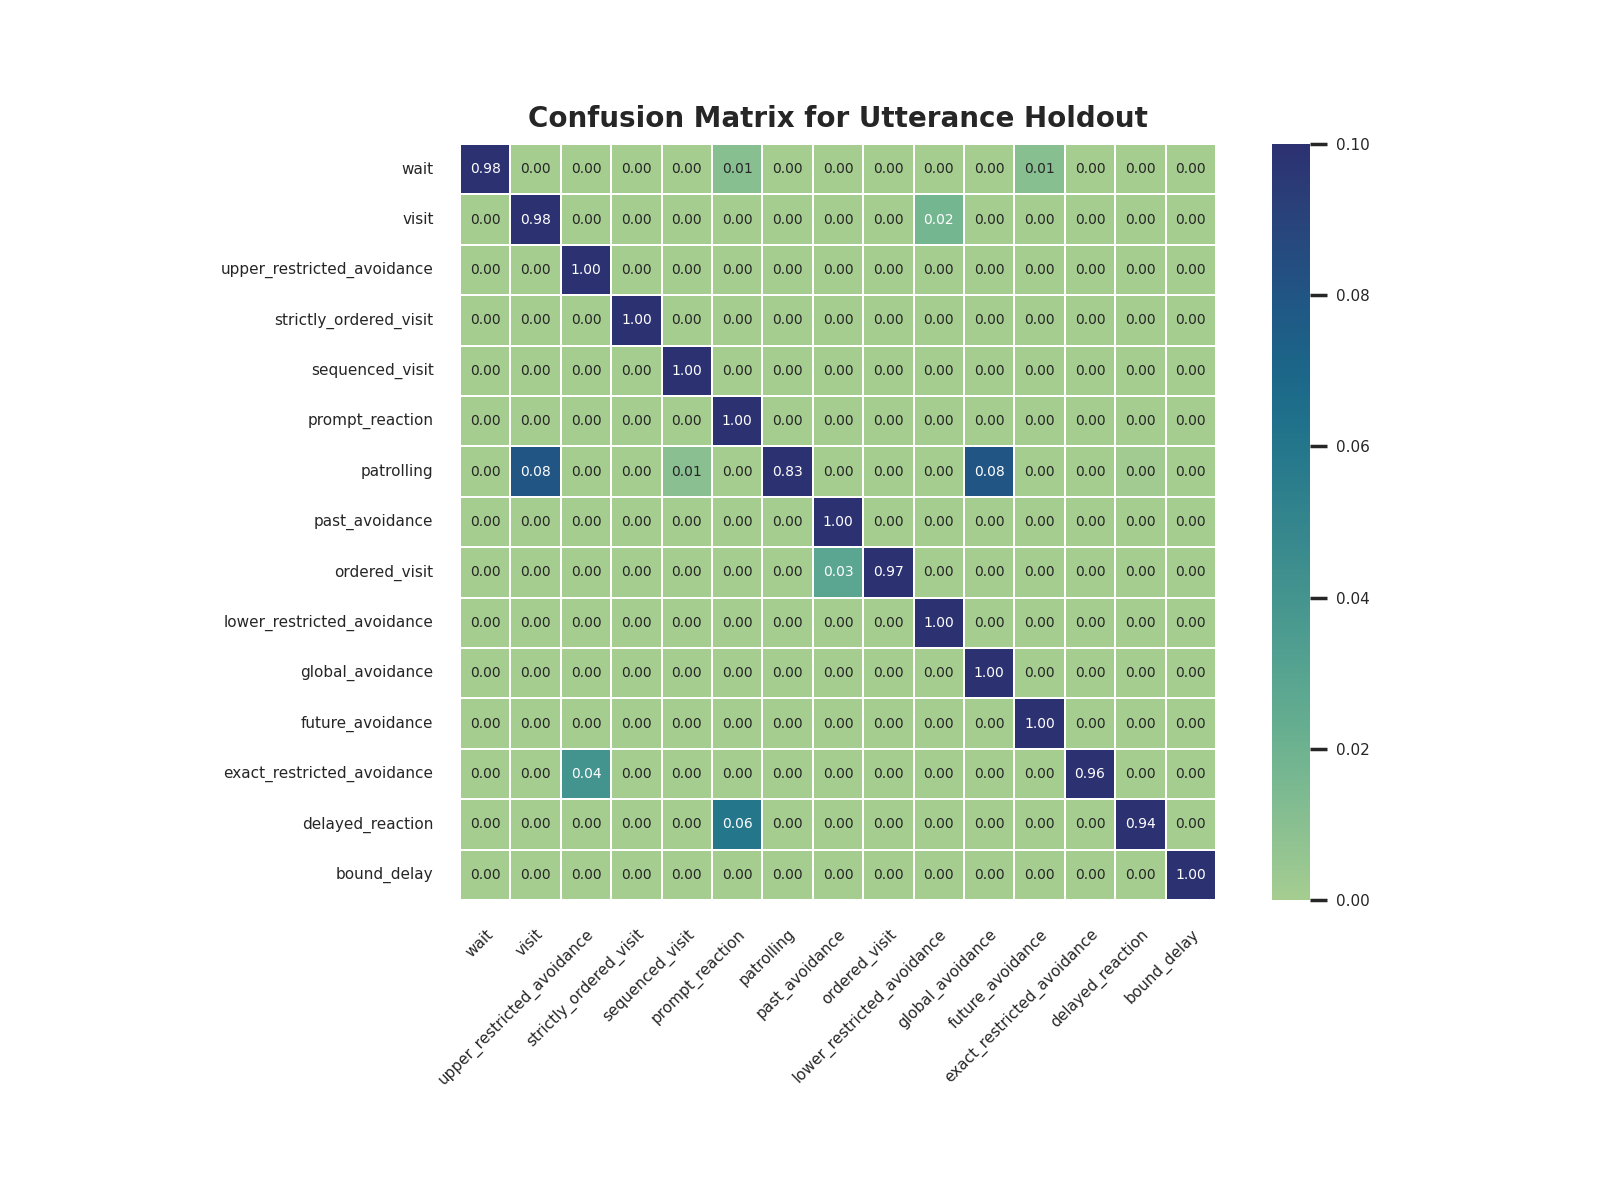 Confusion Matrix for Utterance Holdout
wait 0.98 0.00 0.00 0.00 0.00 0.01 0.00 0.00 0.00 0.00 0.00 0.01 0.00 0.00 0.00
visit 0.00 0.98 0.00 0.00 0.00 0.00 0.00 0.00 0.00 0.02 0.00 0.00 0.00 0.00 0.00
upper_restricted_avoidance 0.00 0.00 1.00 0.00 0.00 0.00 0.00 0.00 0.00 0.00 0.00 0.00 0.00 0.00 0.00
strictly_ordered_visit 0.00 0.00 0.00 1.00 0.00 0.00 0.00 0.00 0.00 0.00 0.00 0.00 0.00 0.00 0.00
sequenced_visit 0.00 0.00 0.00 0.00 1.00 0.00 0.00 0.00 0.00 0.00 0.00 0.00 0.00 0.00 0.00
prompt_reaction 0.00 0.00 0.00 0.00 0.00 1.00 0.00 0.00 0.00 0.00 0.00 0.00 0.00 0.00 0.00
patrolling 0.00 0.08 0.00 0.00 0.01 0.00 0.83 0.00 0.00 0.00 0.08 0.00 0.00 0.00 0.00
past_avoidance 0.00 0.00 0.00 0.00 0.00 0.00 0.00 1.00 0.00 0.00 0.00 0.00 0.00 0.00 0.00
ordered_visit 0.00 0.00 0.00 0.00 0.00 0.00 0.00 0.03 0.97 0.00 0.00 0.00 0.00 0.00 0.00
lower_restricted_avoidance 0.00 0.00 0.00 0.00 0.00 0.00 0.00 0.00 0.00 1.00 0.00 0.00 0.00 0.00 0.00
global_avoidance 0.00 0.00 0.00 0.00 0.00 0.00 0.00 0.00 0.00 0.00 1.00 0.00 0.00 0.00 0.00
future_avoidance 0.00 0.00 0.00 0.00 0.00 0.00 0.00 0.00 0.00 0.00 0.00 1.00 0.00 0.00 0.00
exact_restricted_avoidance 0.00 0.00 0.04 0.00 0.00 0.00 0.00 0.00 0.00 0.00 0.00 0.00 0.96 0.00 0.00
delayed_reaction 0.00 0.00 0.00 0.00 0.00 0.06 0.00 0.00 0.00 0.00 0.00 0.00 0.00 0.94 0.00
bound_delay 0.00 0.00 0.00 0.00 0.00 0.00 0.00 0.00 0.00 0.00 0.00 0.00 0.00 0.00 1.00
wait
visit
upper_restricted_avoidance
strictly_ordered_visit
sequenced_visit
prompt_reaction
patrolling
past_avoidance
ordered_visit
lower_restricted_avoidance
global_avoidance
future_avoidance
exact_restricted_avoidance
delayed_reaction
bound_delay
0.10
0.08
0.06
0.04
0.02
0.00